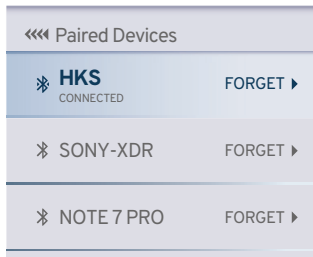 Paired Devices
HKS FORGET
CONNECTED
SONY-XDR FORGET
NOTE 7 PRO FORGET